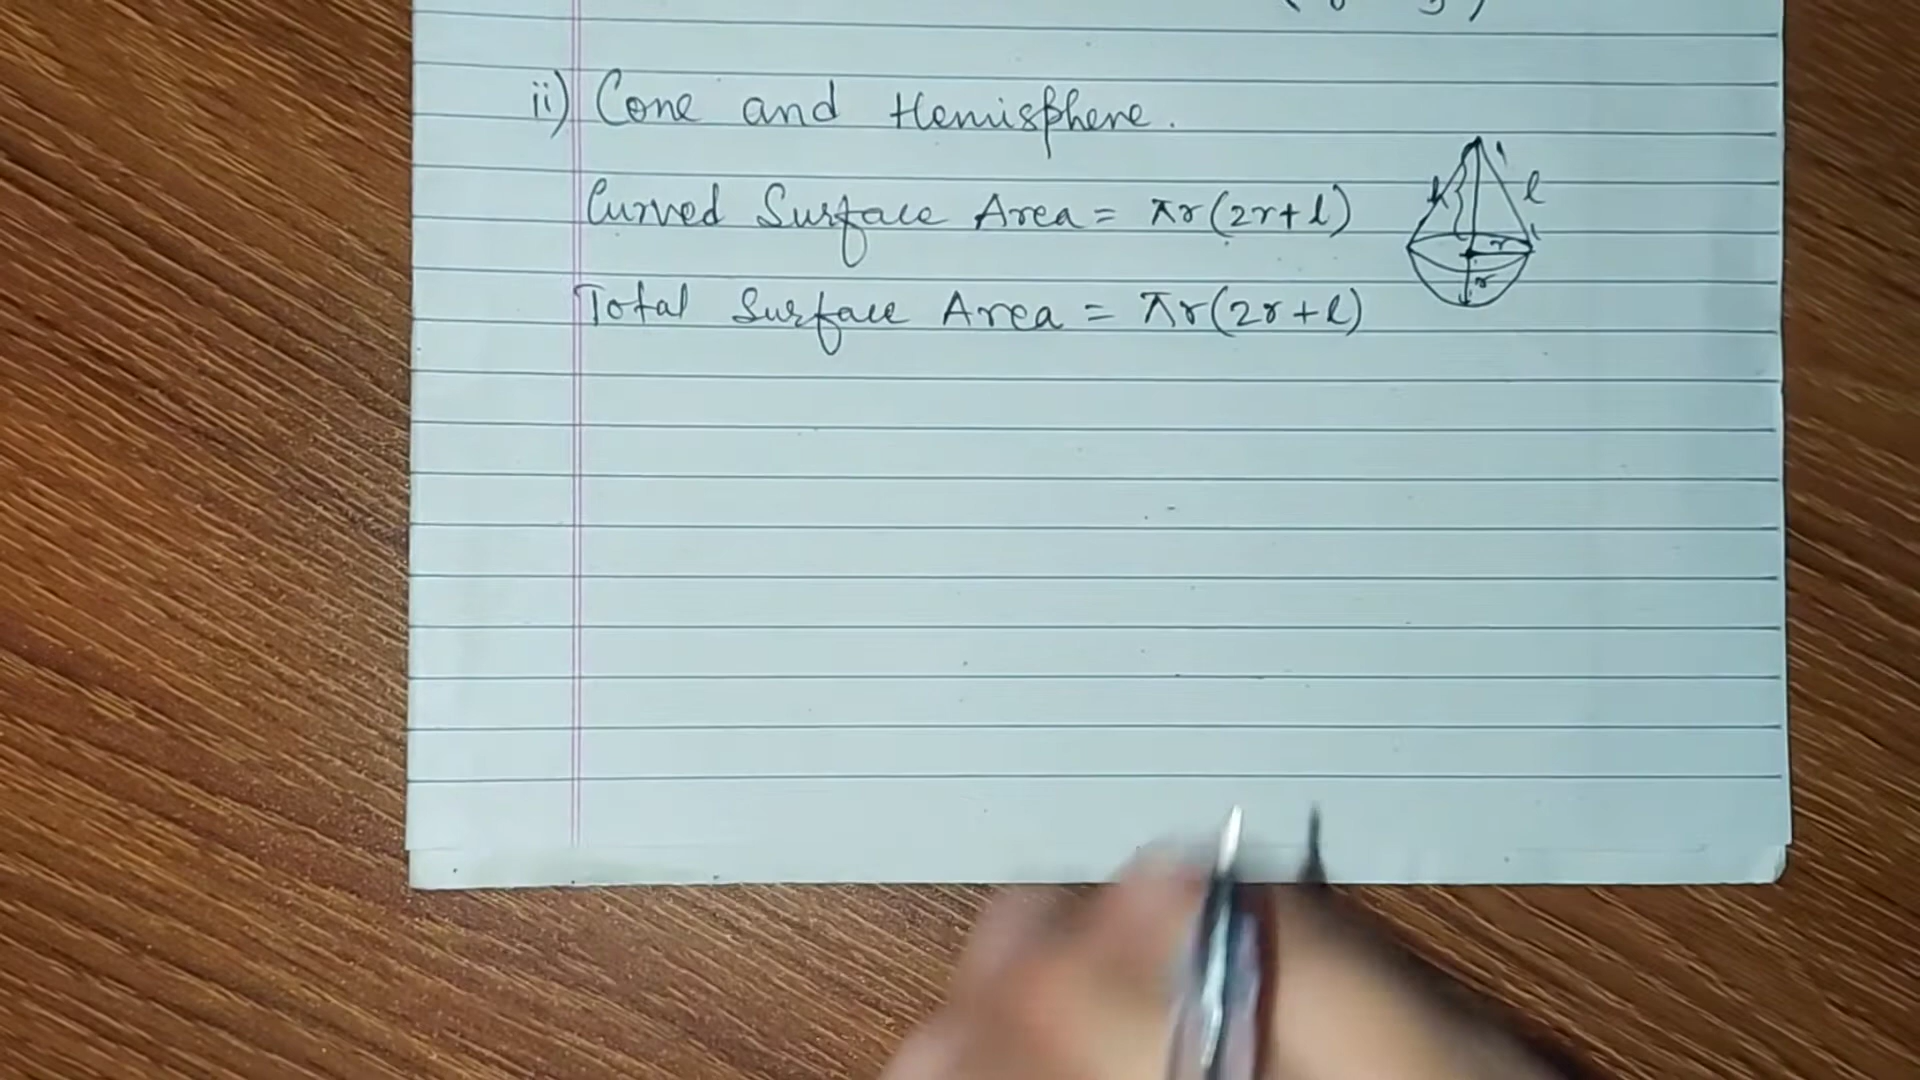 ii) Cone and Hemisphere.
Curved Surface Area = πr(2r+l)
Total Surface Area = πr(2r+l)
h
l
r
r